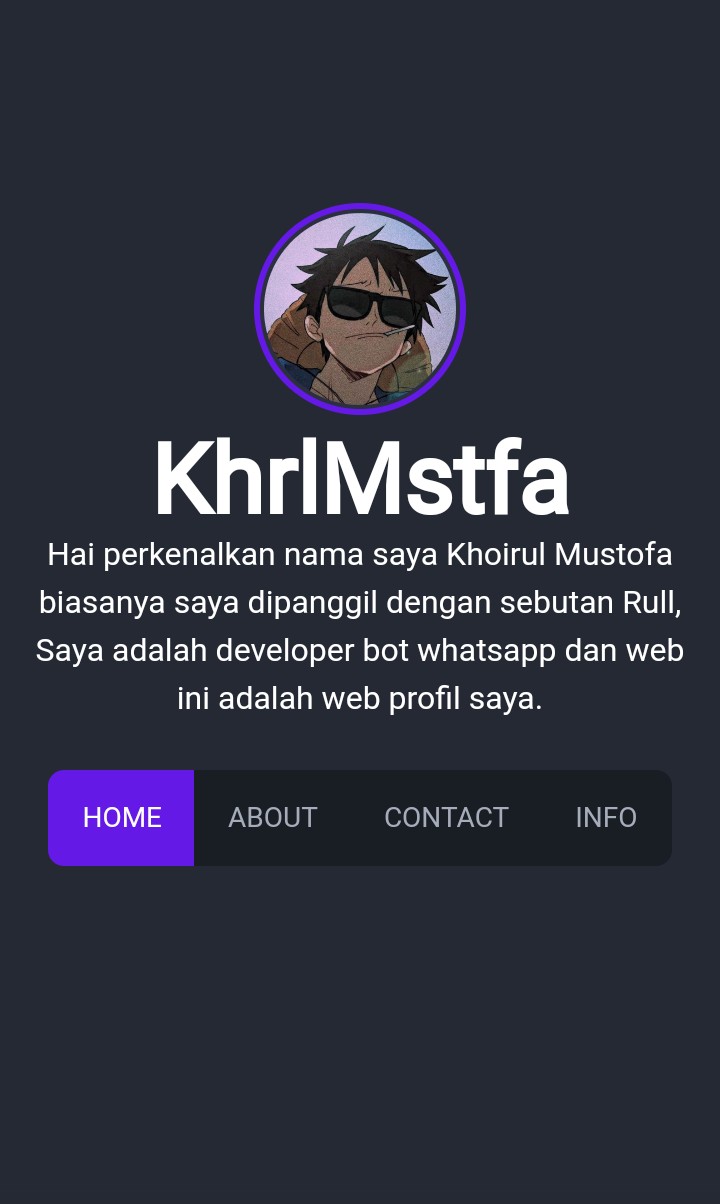 KhrlMstfa
Hai perkenalkan nama saya Khoirul Mustofa
biasanya saya dipanggil dengan sebutan Rull,
Saya adalah developer bot whatsapp dan web
ini adalah web profil saya.
HOME ABOUT CONTACT INFO